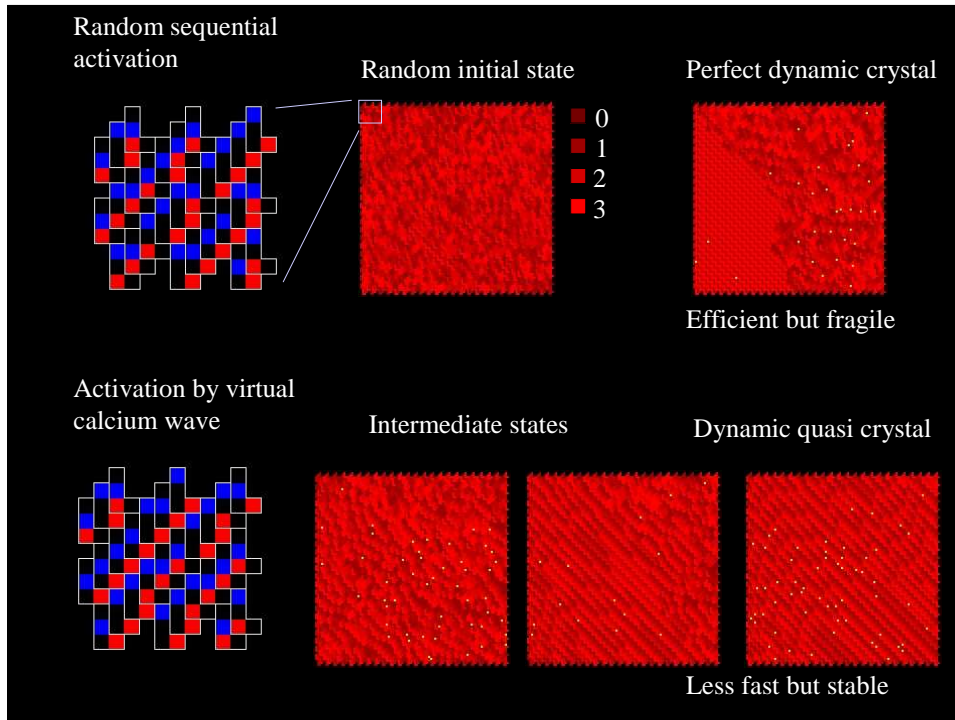 Random sequential
activation
Random initial state
Perfect dynamic crystal
0
1
2
3
Efficient but fragile
Activation by virtual
calcium wave
Intermediate states
Dynamic quasi crystal
Less fast but stable